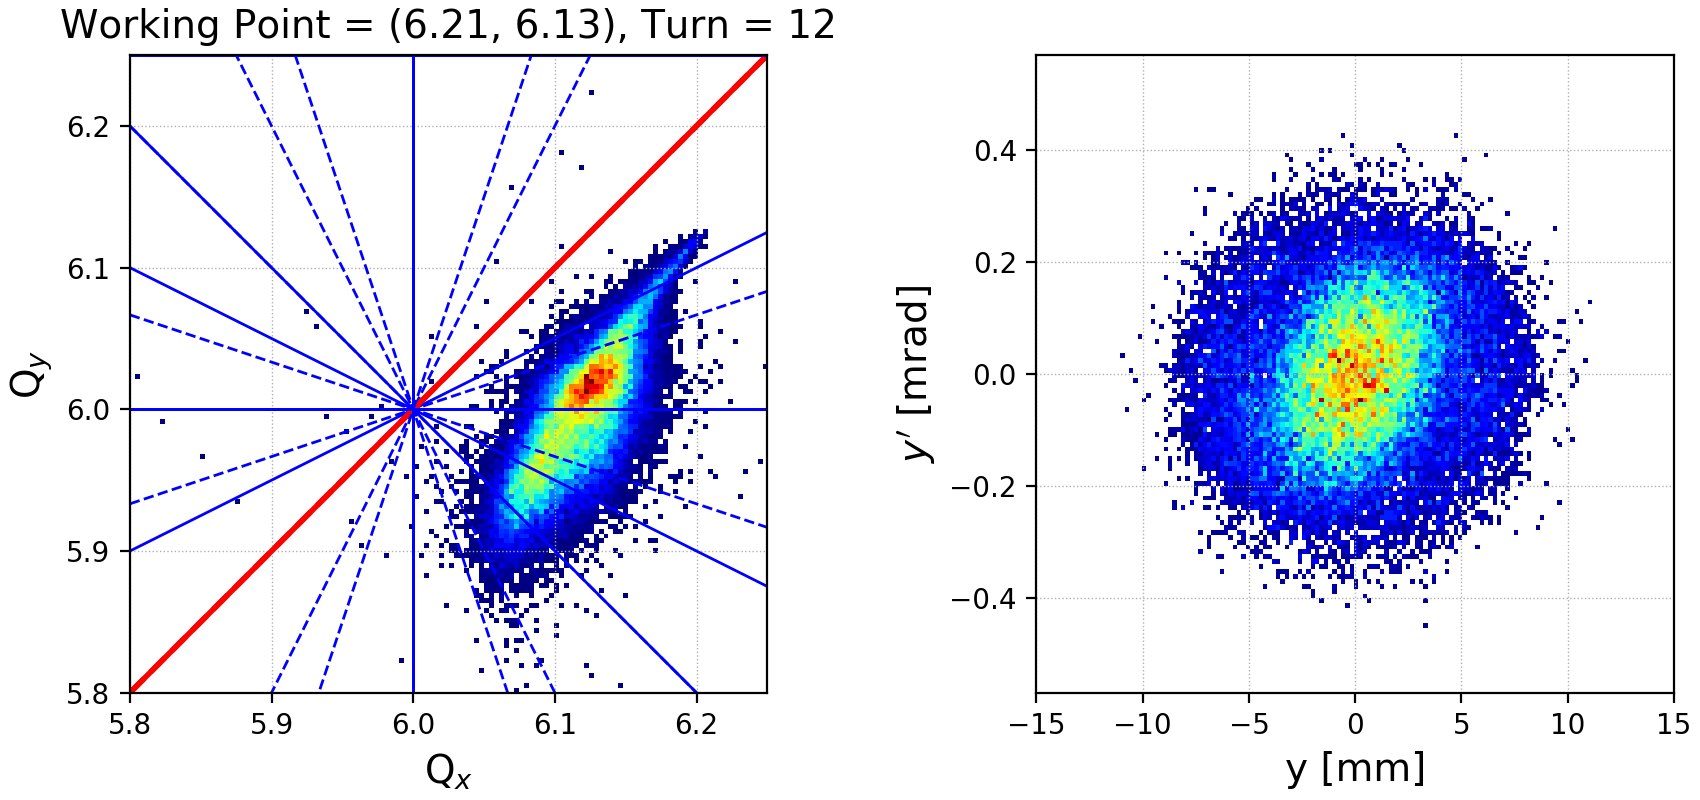 Working Point = (6.21, 6.13), Turn = 12
6.2
6.1
6.0
5.9
5.8
Q_y
5.8 5.9 6.0 6.1 6.2
Q_x
0.4
0.2
0.0
−0.2
−0.4
y′ [mrad]
−15 −10 −5 0 5 10 15
y [mm]